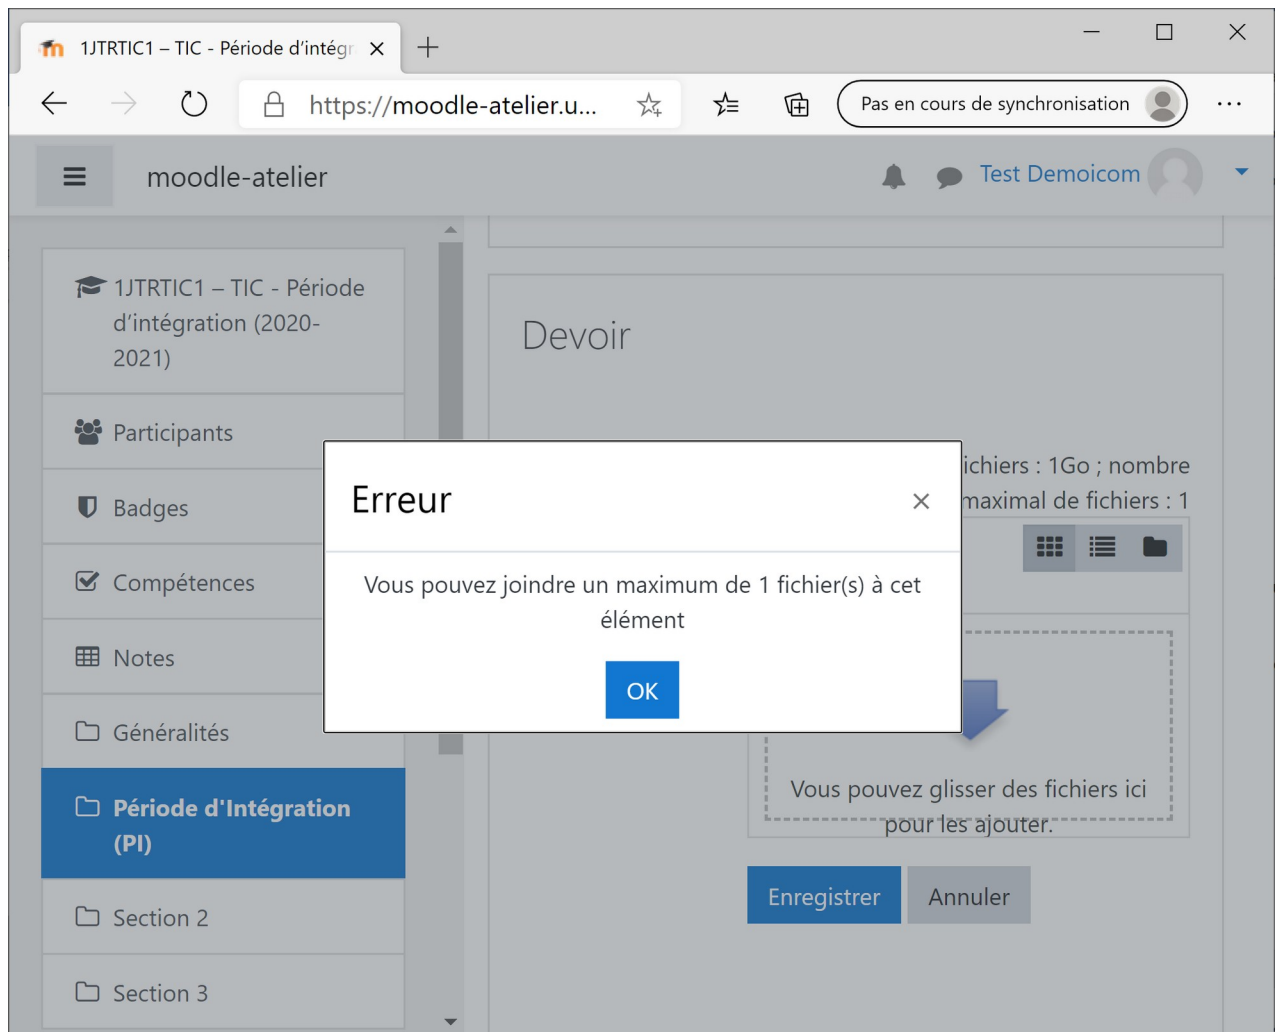 1JTRTIC1 – TIC - Période d'intégr
https://moodle-atelier.u...
Pas en cours de synchronisation
moodle-atelier
Test Demoicom
1JTRTIC1 – TIC - Période
d'intégration (2020-
2021)
Participants
Badges
Compétences
Notes
Généralités
Période d'Intégration
(PI)
Section 2
Section 3
Devoir
ichiers : 1Go ; nombre
maximal de fichiers : 1
Erreur
Vous pouvez joindre un maximum de 1 fichier(s) à cet
élément
OK
Vous pouvez glisser des fichiers ici
pour les ajouter.
Enregistrer
Annuler